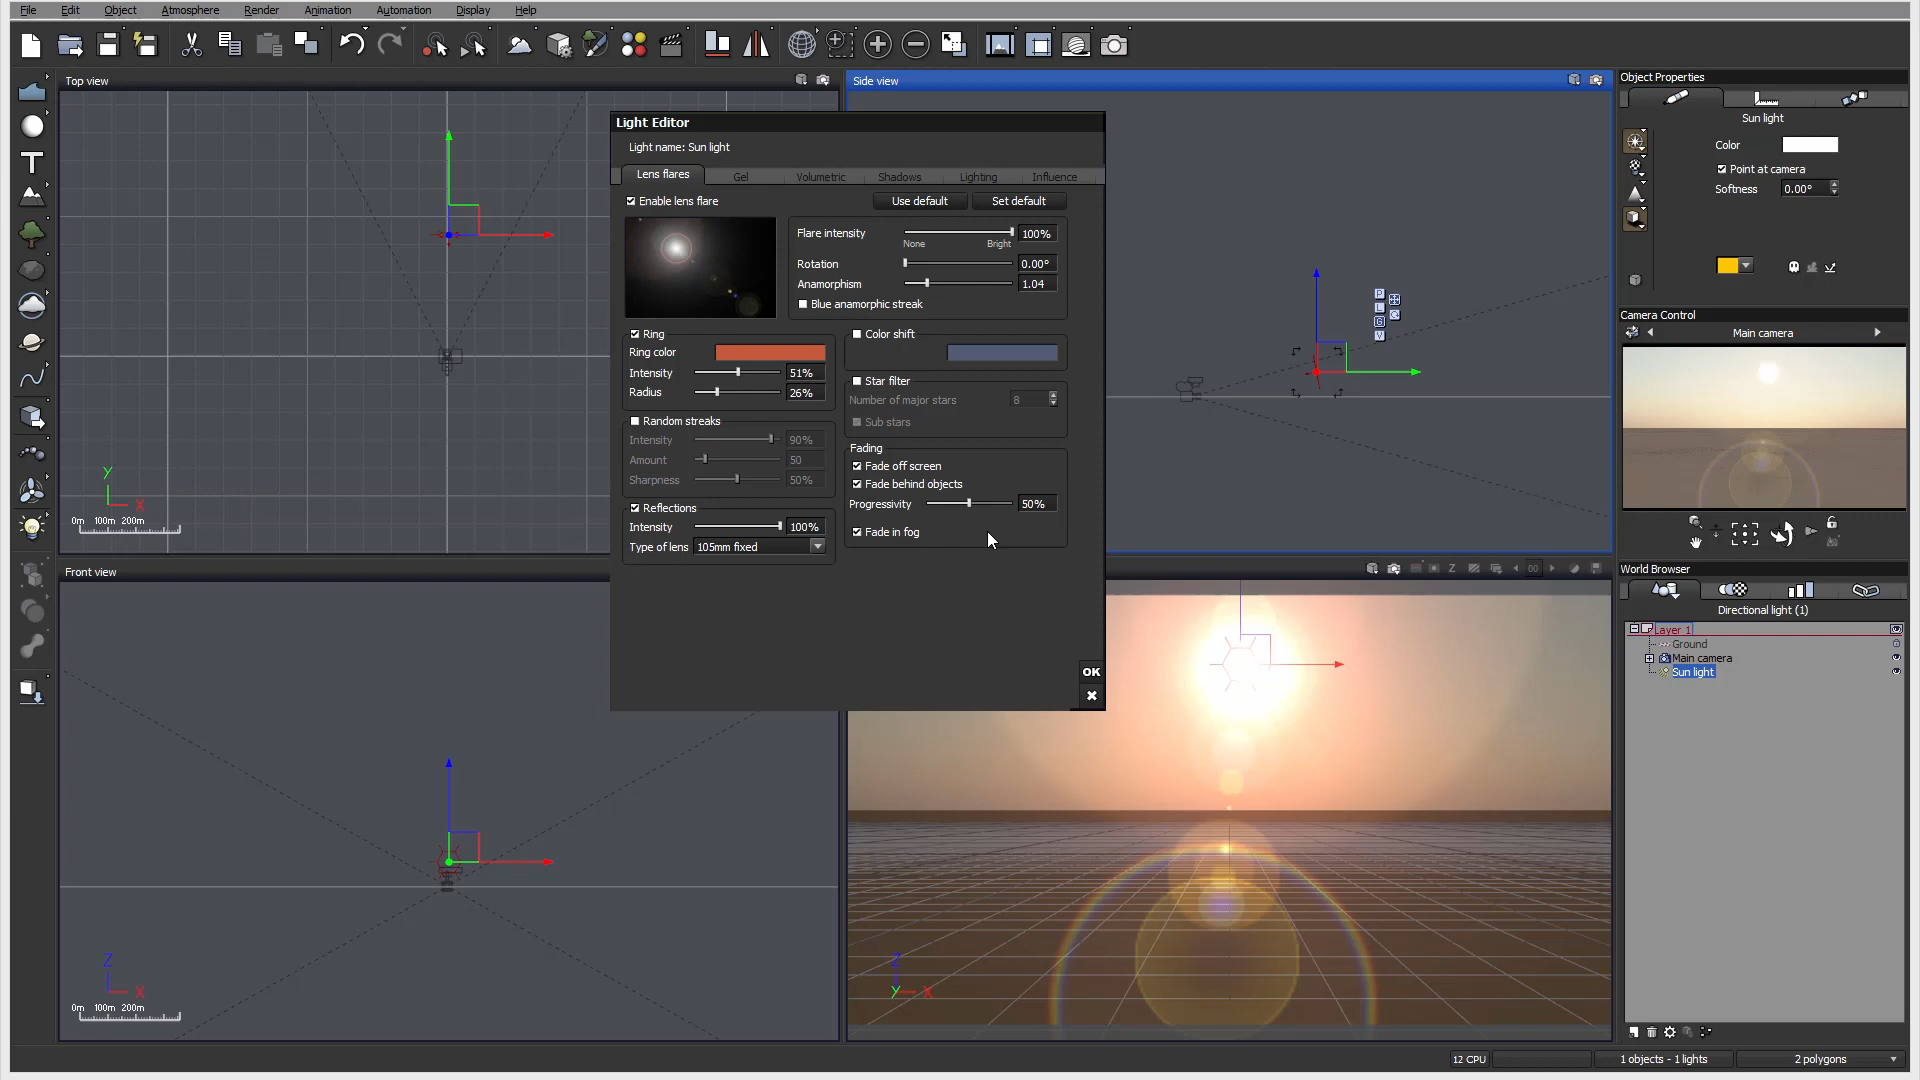 File Edit Object Atmosphere Render Animation Automation Display Help
Top view
Y
X
0m 100m 200m
Front view
Z
X
0m 100m 200m
Side view
P
L
G
V
Light Editor
Light name: Sun light
Lens flares Gel Volumetric Shadows Lighting Influence
Enable lens flare
Use default Set default
Flare intensity 100%
None Bright
Rotation 0.00°
Anamorphism 1.04
Blue anamorphic streak
Ring
Ring color
Intensity 51%
Radius 26%
Random streaks
Intensity 90%
Amount 50
Sharpness 50%
Reflections
Intensity 100%
Type of lens 105mm fixed
Color shift
Star filter
Number of major stars 8
Sub stars
Fading
Fade off screen
Fade behind objects
Progressivity 50%
Fade in fog
OK
Z 00
Z
Y X
Object Properties
Sun light
Color
Point at camera
Softness 0.00°
Camera Control
Main camera
World Browser
Directional light (1)
Layer 1
Ground
Main camera
Sun light
12 CPU 1 objects - 1 lights 2 polygons